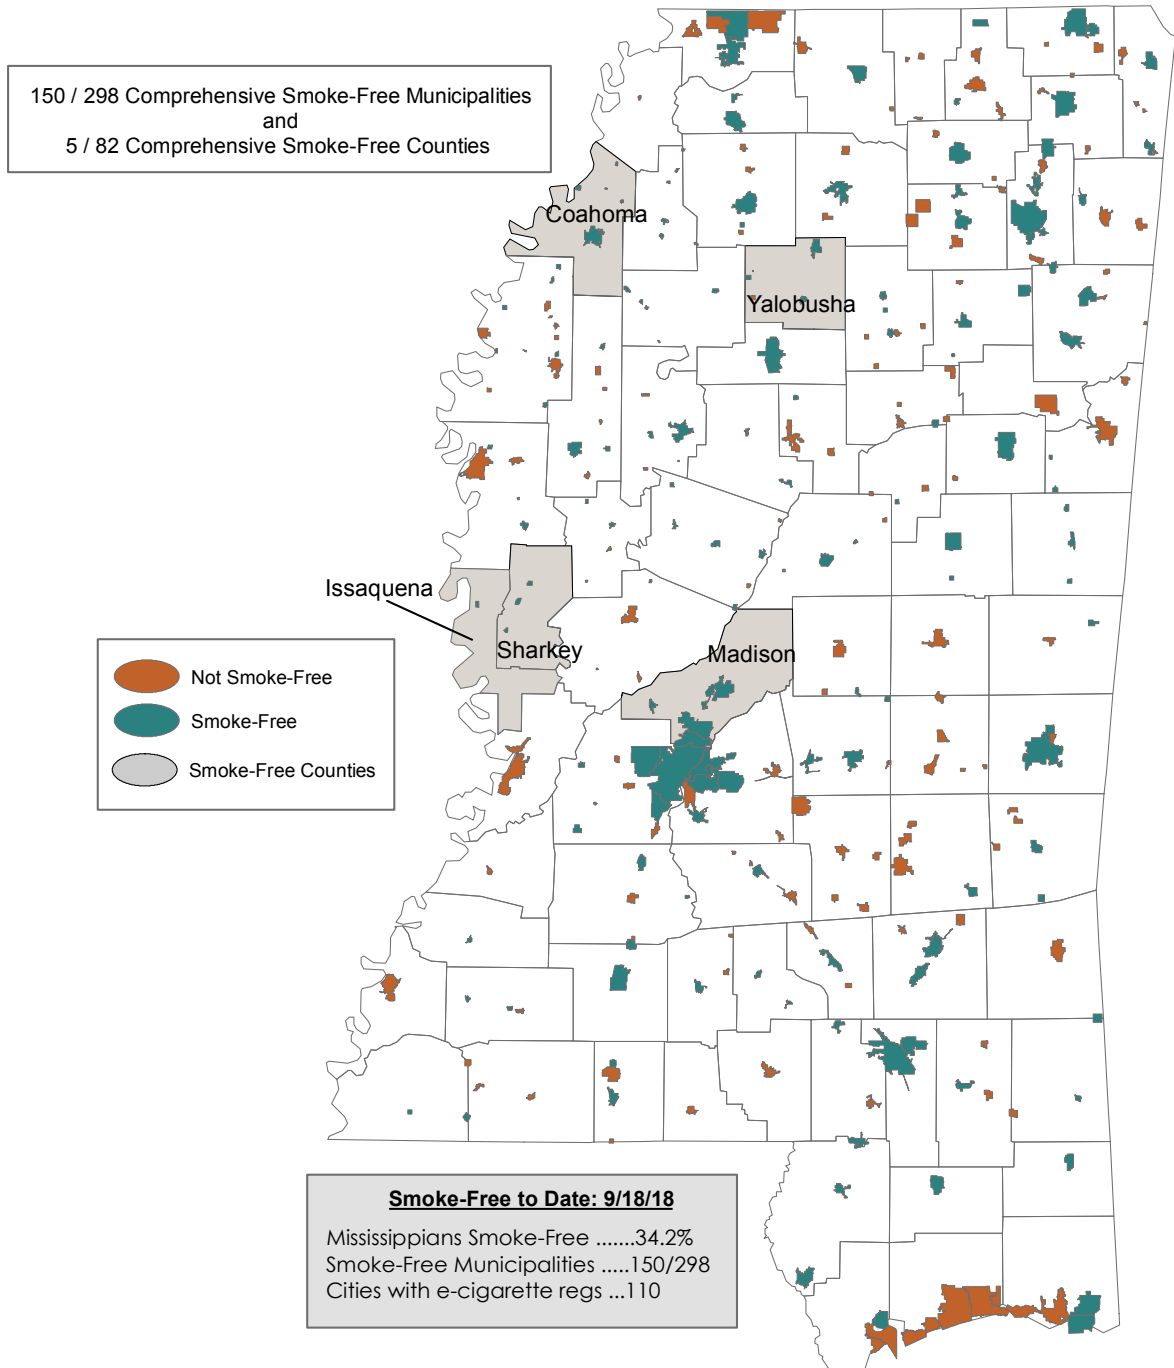 150 / 298 Comprehensive Smoke-Free Municipalities
and
5 / 82 Comprehensive Smoke-Free Counties
Coahoma
Yalobusha
Issaquena
Sharkey
Madison
Not Smoke-Free
Smoke-Free
Smoke-Free Counties
Smoke-Free to Date: 9/18/18
Mississippians Smoke-Free .......34.2%
Smoke-Free Municipalities .....150/298
Cities with e-cigarette regs ...110